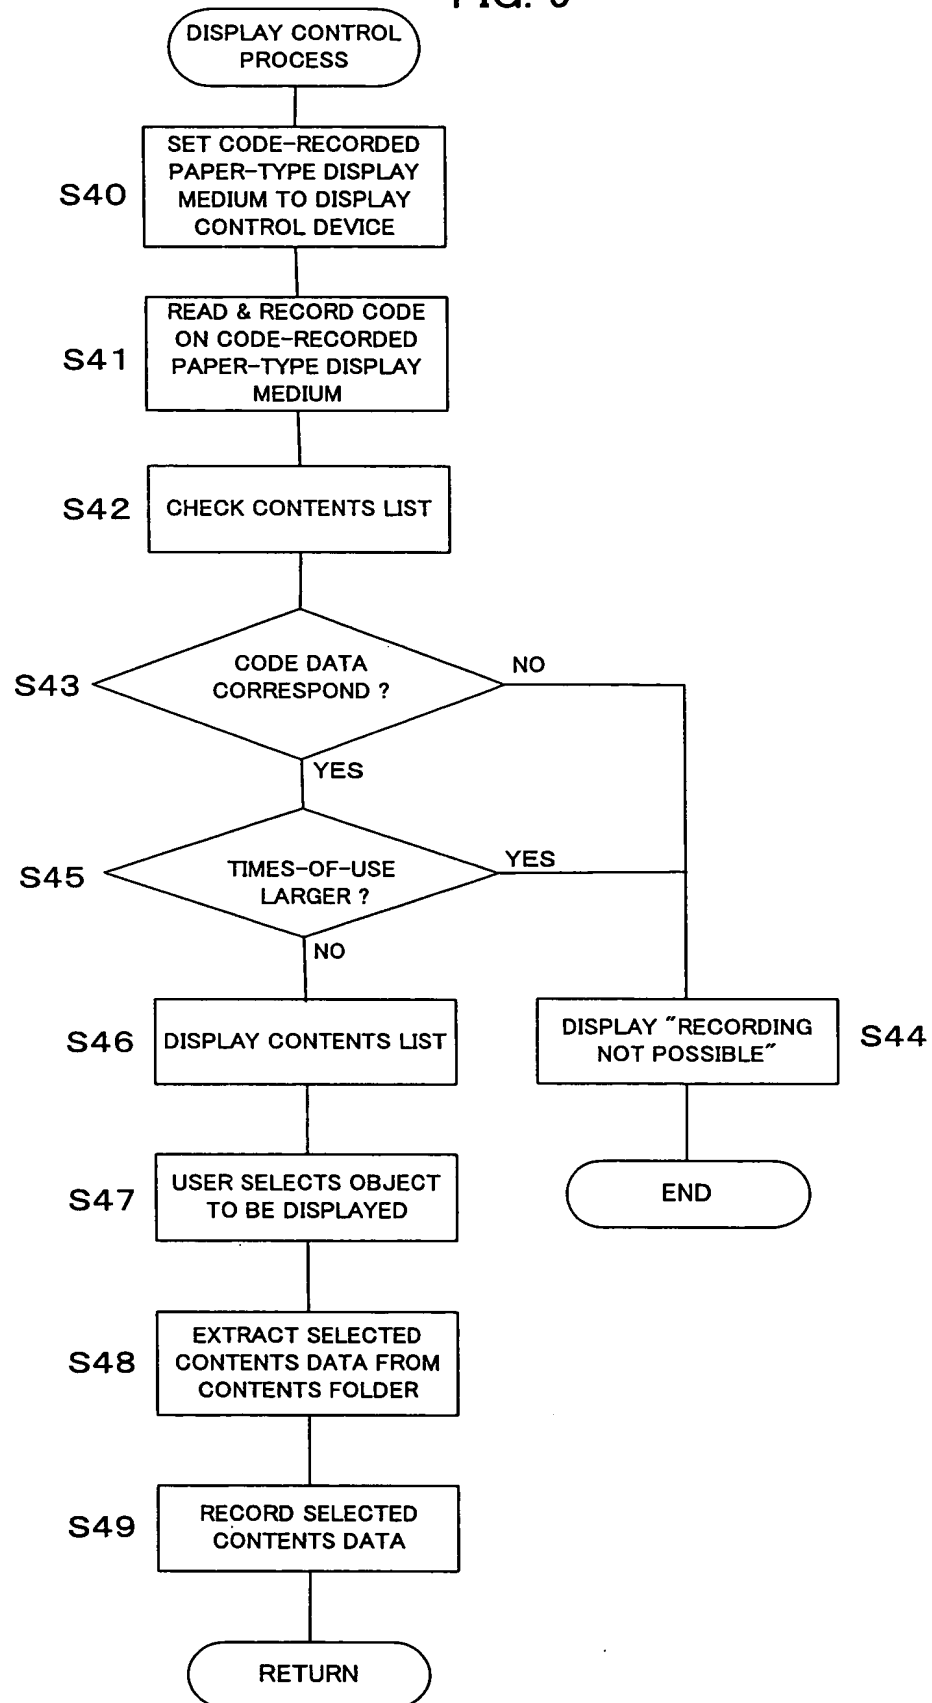 DISPLAY CONTROL
PROCESS
S40
SET CODE-RECORDED
PAPER-TYPE DISPLAY
MEDIUM TO DISPLAY
CONTROL DEVICE
S41
READ & RECORD CODE
ON CODE-RECORDED
PAPER-TYPE DISPLAY
MEDIUM
S42
CHECK CONTENTS LIST
S43
CODE DATA
CORRESPOND ?
NO
YES
S45
TIMES-OF-USE
LARGER ?
YES
NO
S46
DISPLAY CONTENTS LIST
DISPLAY "RECORDING
NOT POSSIBLE"
S44
S47
USER SELECTS OBJECT
TO BE DISPLAYED
END
S48
EXTRACT SELECTED
CONTENTS DATA FROM
CONTENTS FOLDER
S49
RECORD SELECTED
CONTENTS DATA
RETURN